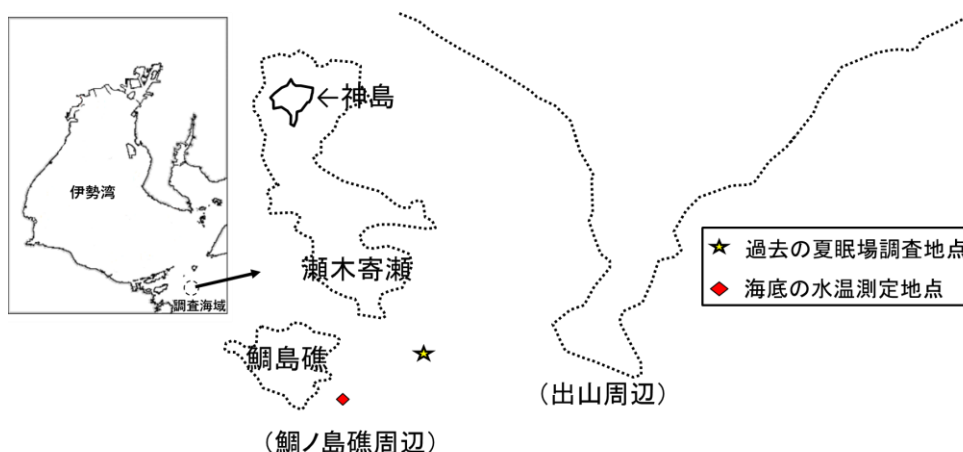 伊勢湾
調査海域
←神島
瀬木寄瀬
鯛島礁
(鯛ノ島礁周辺)
(出山周辺)
過去の夏眠場調査地点
海底の水温測定地点